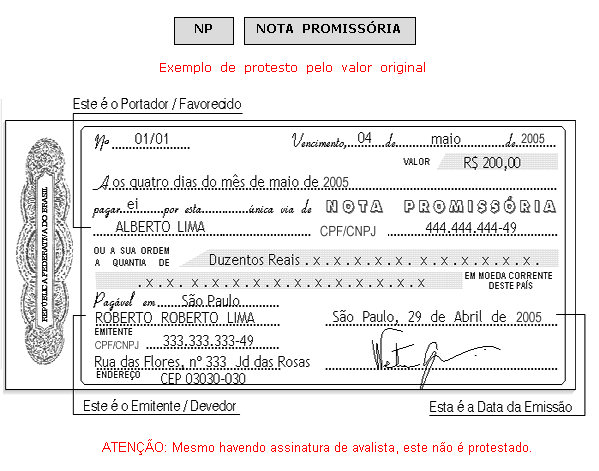 NP NOTA PROMISSÓRIA
Exemplo de protesto pelo valor original
Este é o Portador / Favorecido
Nº 01/01 Vencimento, 04 de maio de 2005
VALOR R$ 200,00
Aos quatro dias do mês de maio de 2005
pagar ei por esta única via de NOTA PROMISSÓRIA
ALBERTO LIMA CPF/CNPJ 444.444.444-49
OU A SUA ORDEM
A QUANTIA DE Duzentos Reais .x.x.x.x.x.x.x.x.x.x.x.x.
.x.x. x.x.x.x.x.x.x.x.x.x.x.x.x EM MOEDA CORRENTE
DESTE PAÍS
Pagável em São Paulo
ROBERTO ROBERTO LIMA São Paulo, 29 de Abril de 2005
EMITENTE
CPF/CNPJ 333.333.333-49
Rua das Flores, nº 333 Jd das Rosas
ENDEREÇO CEP 03030-030
REPÚBLICA FEDERATIVA DO BRASIL
Este é o Emitente / Devedor Esta é a Data da Emissão
ATENÇÃO: Mesmo havendo assinatura de avalista, este não é protestado.